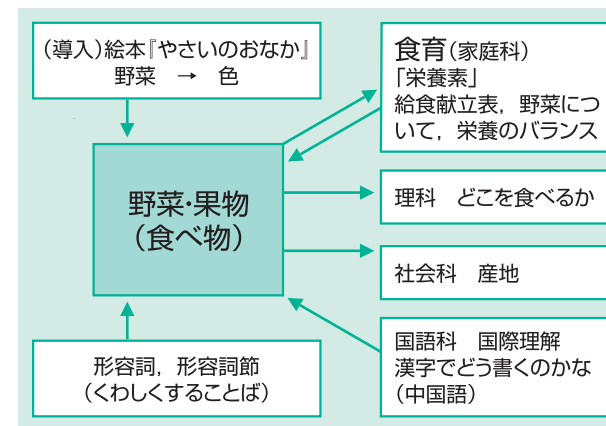 (導入)絵本『やさいのおなか』
野菜 → 色
食育(家庭科)
「栄養素」
給食献立表，野菜につ
いて，栄養のバランス
野菜・果物
(食べ物)
理科　どこを食べるか
社会科　産地
形容詞，形容詞節
(くわしくすることば)
国語科　国際理解
漢字でどう書くのかな
(中国語)